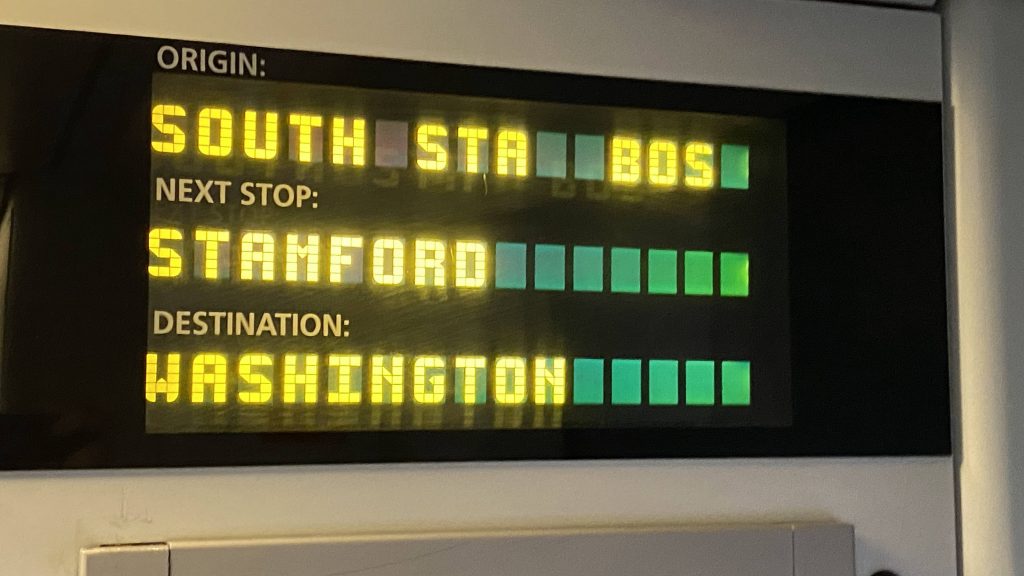 ORIGIN:
SOUTH STA BOS
NEXT STOP:
STAMFORD
DESTINATION:
WASHINGTON